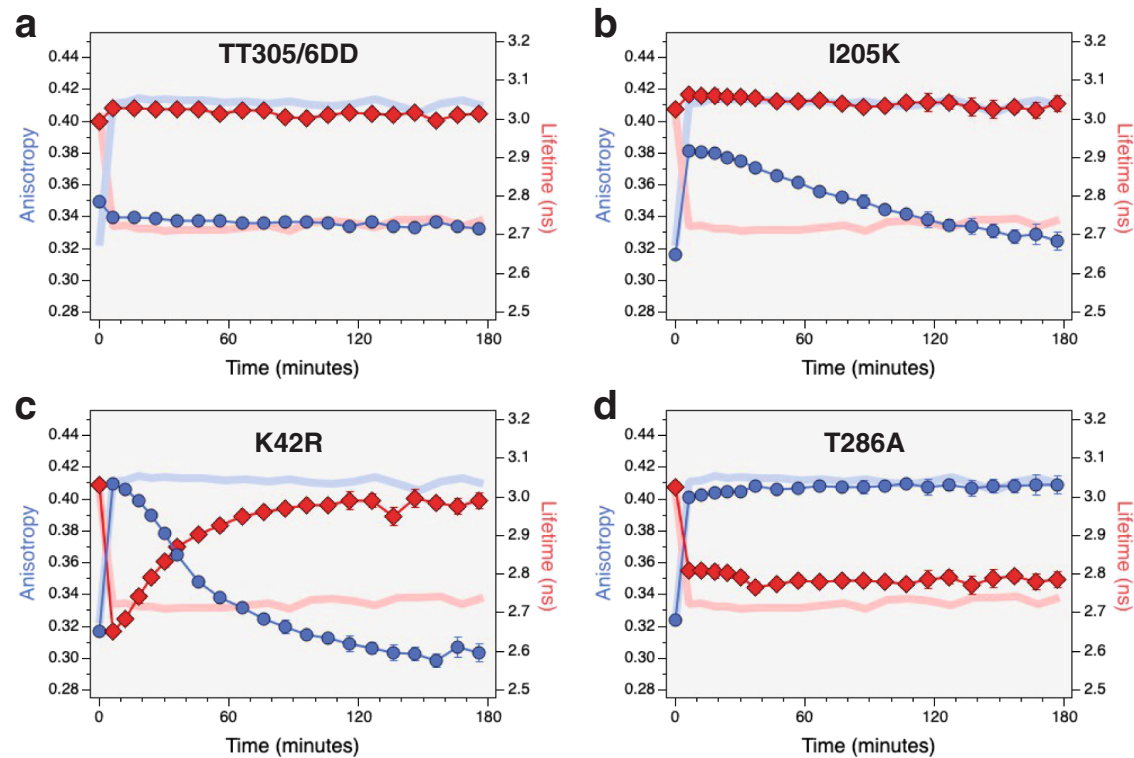 a
TT305/6DD
0.44
0.42
0.40
0.38
0.36
0.34
0.32
0.30
0.28
Anisotropy
3.2
3.1
3.0
2.9
2.8
2.7
2.6
2.5
Lifetime (ns)
0 60 120 180
Time (minutes)
b
I205K
0.44
0.42
0.40
0.38
0.36
0.34
0.32
0.30
0.28
Anisotropy
3.2
3.1
3.0
2.9
2.8
2.7
2.6
2.5
Lifetime (ns)
0 60 120 180
Time (minutes)
c
K42R
0.44
0.42
0.40
0.38
0.36
0.34
0.32
0.30
0.28
Anisotropy
3.2
3.1
3.0
2.9
2.8
2.7
2.6
2.5
Lifetime (ns)
0 60 120 180
Time (minutes)
d
T286A
0.44
0.42
0.40
0.38
0.36
0.34
0.32
0.30
0.28
Anisotropy
3.2
3.1
3.0
2.9
2.8
2.7
2.6
2.5
Lifetime (ns)
0 60 120 180
Time (minutes)